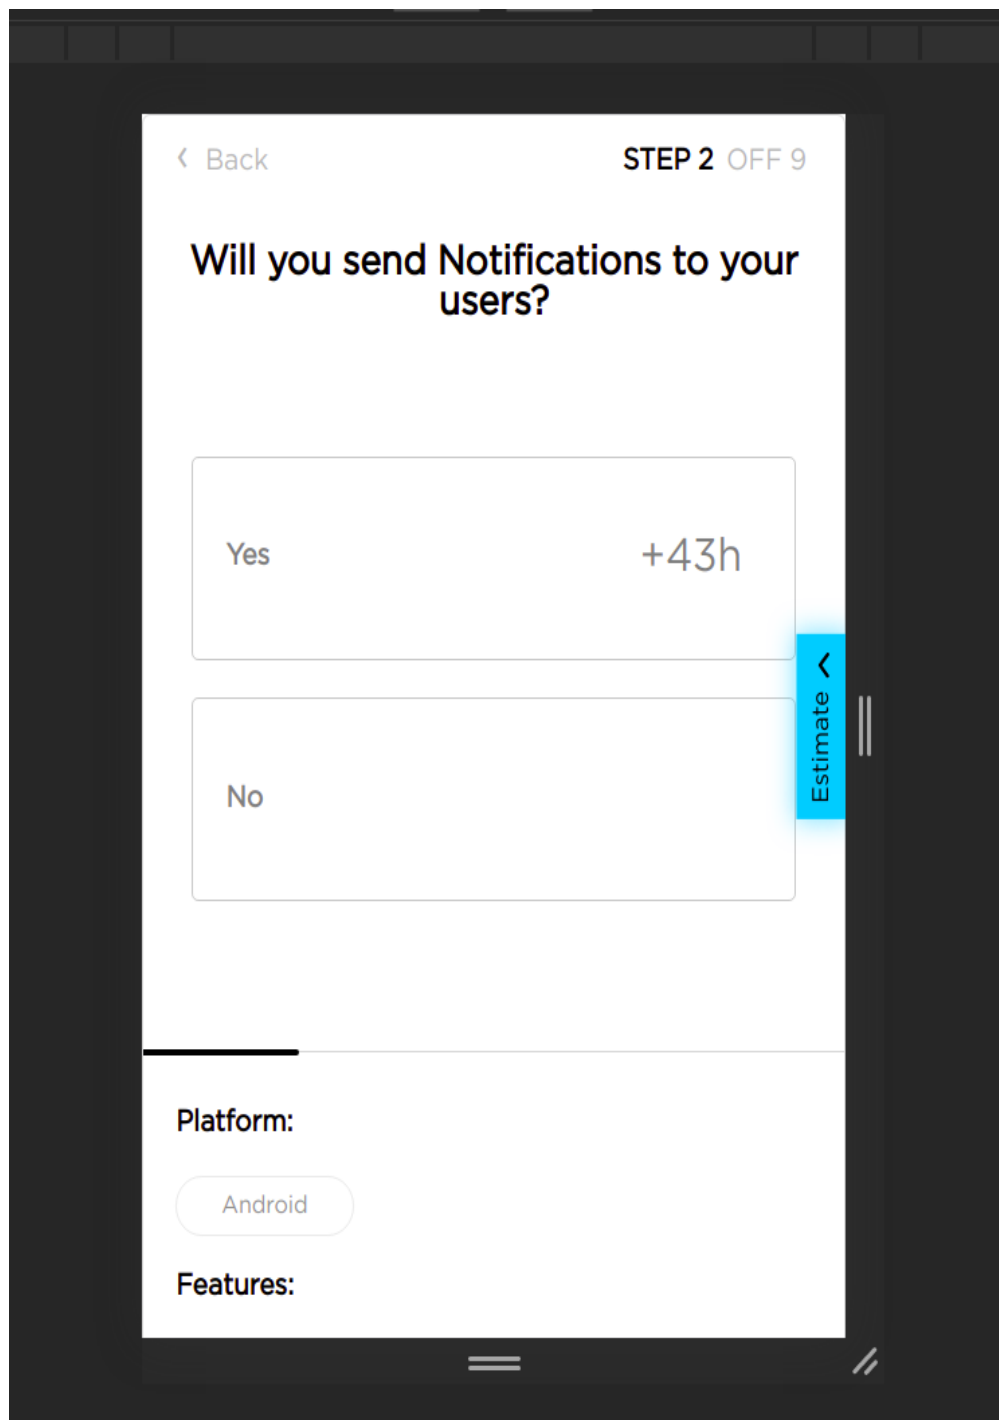 Back
STEP 2 OFF 9
Will you send Notifications to your
users?
Yes
+43h
Estimate
No
Platform:
Android
Features: